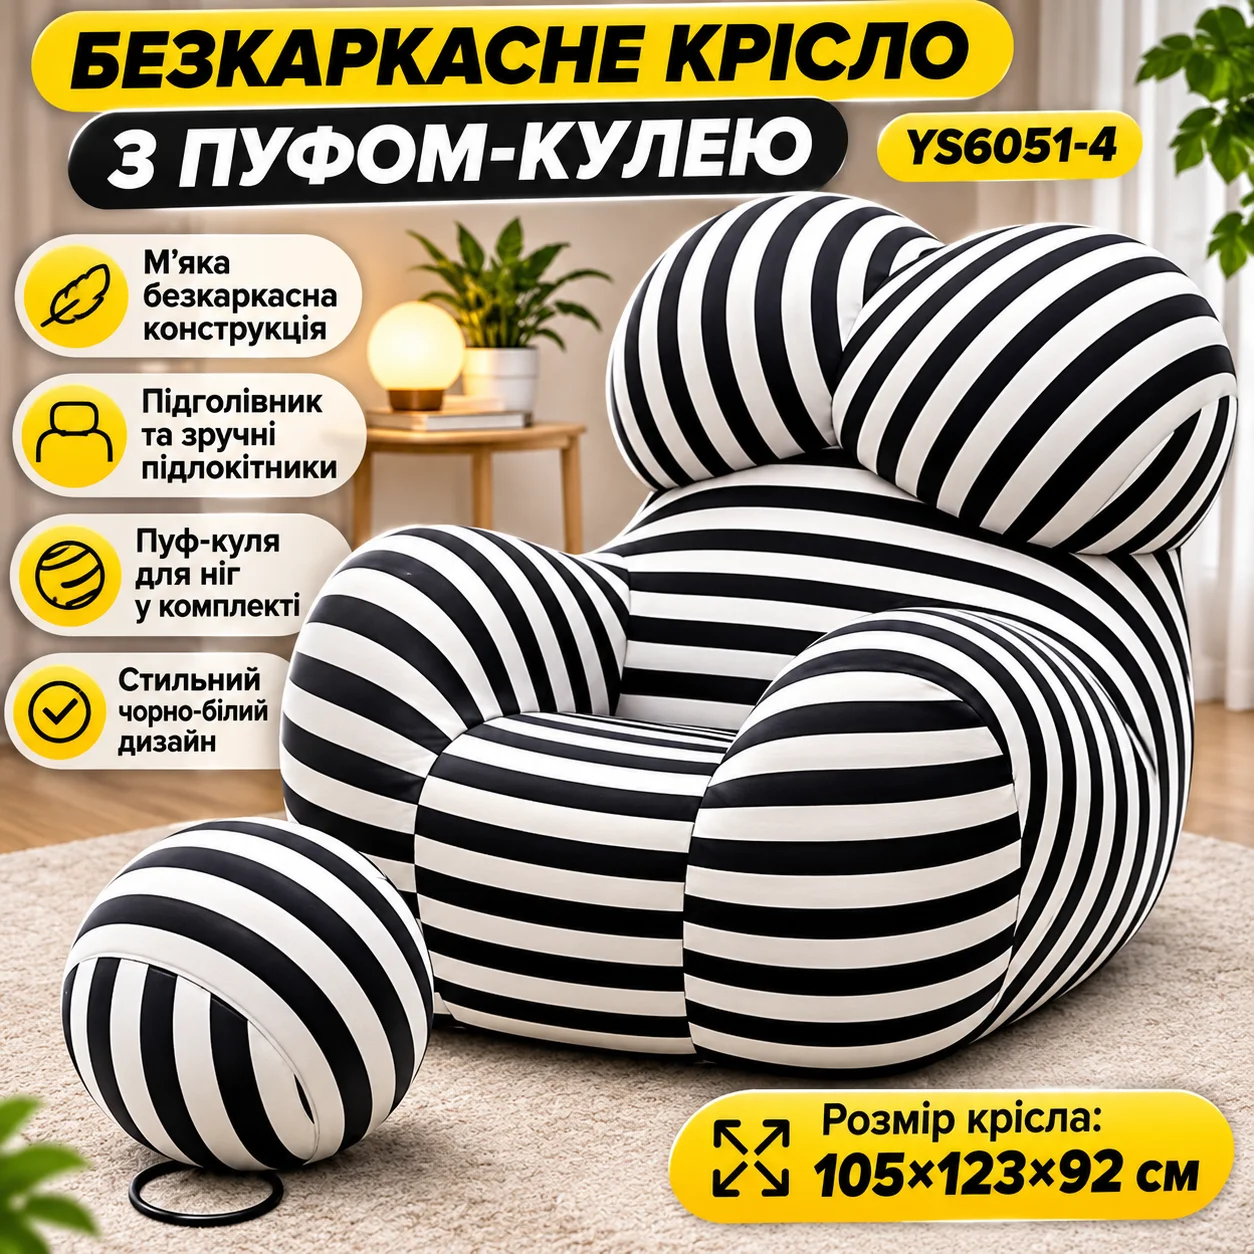 БЕЗКАРКАСНЕ КРІСЛО
З ПУФОМ-КУЛЕЮ
YS6051-4
М’яка
безкаркасна
конструкція
Підголівник
та зручні
підлокітники
Пуф-куля
для ніг
у комплекті
Стильний
чорно-білий
дизайн
Розмір крісла:
105×123×92 см